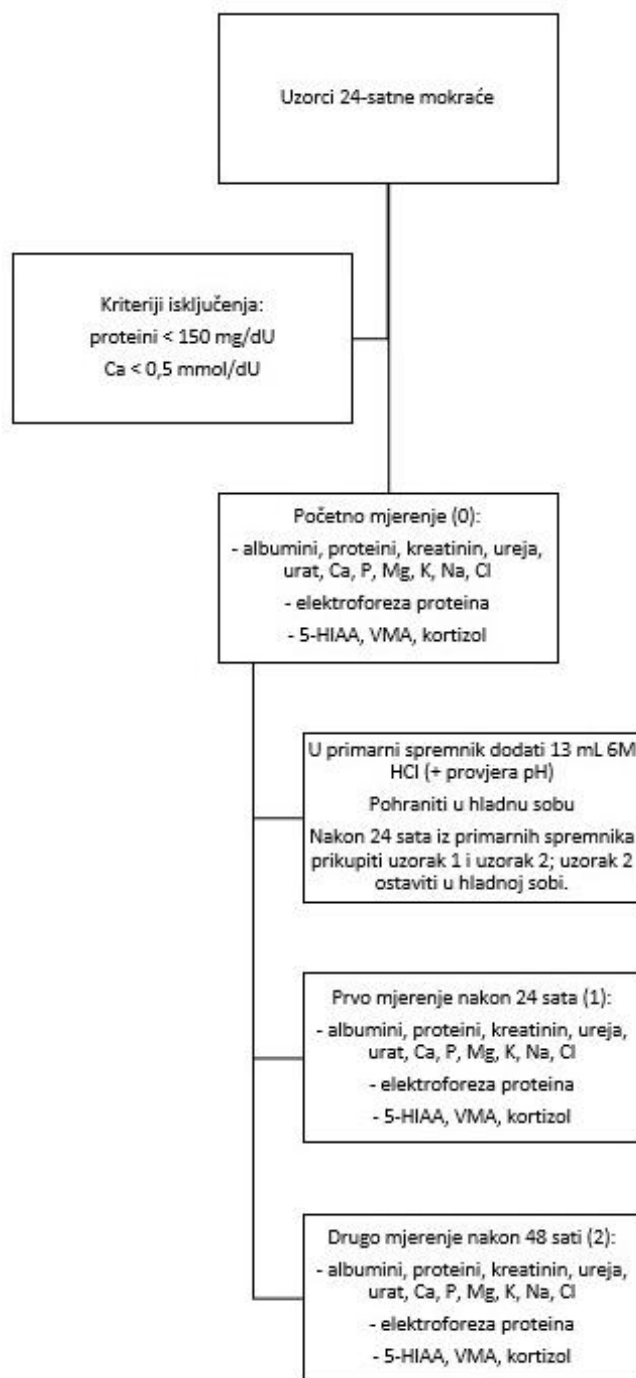 Uzorci 24-satne mokraće
Kriteriji isključenja:
proteini < 150 mg/dU
Ca < 0,5 mmol/dU
Početno mjerenje (0):
- albumini, proteini, kreatinin, ureja,
urat, Ca, P, Mg, K, Na, Cl
- elektroforeza proteina
- 5-HIAA, VMA, kortizol
U primarni spremnik dodati 13 mL 6M
HCl (+ provjera pH)
Pohraniti u hladnu sobu
Nakon 24 sata iz primarnih spremnika
prikupiti uzorak 1 i uzorak 2; uzorak 2
ostaviti u hladnoj sobi.
Prvo mjerenje nakon 24 sata (1):
- albumini, proteini, kreatinin, ureja,
urat, Ca, P, Mg, K, Na, Cl
- elektroforeza proteina
- 5-HIAA, VMA, kortizol
Drugo mjerenje nakon 48 sati (2):
- albumini, proteini, kreatinin, ureja,
urat, Ca, P, Mg, K, Na, Cl
- elektroforeza proteina
- 5-HIAA, VMA, kortizol